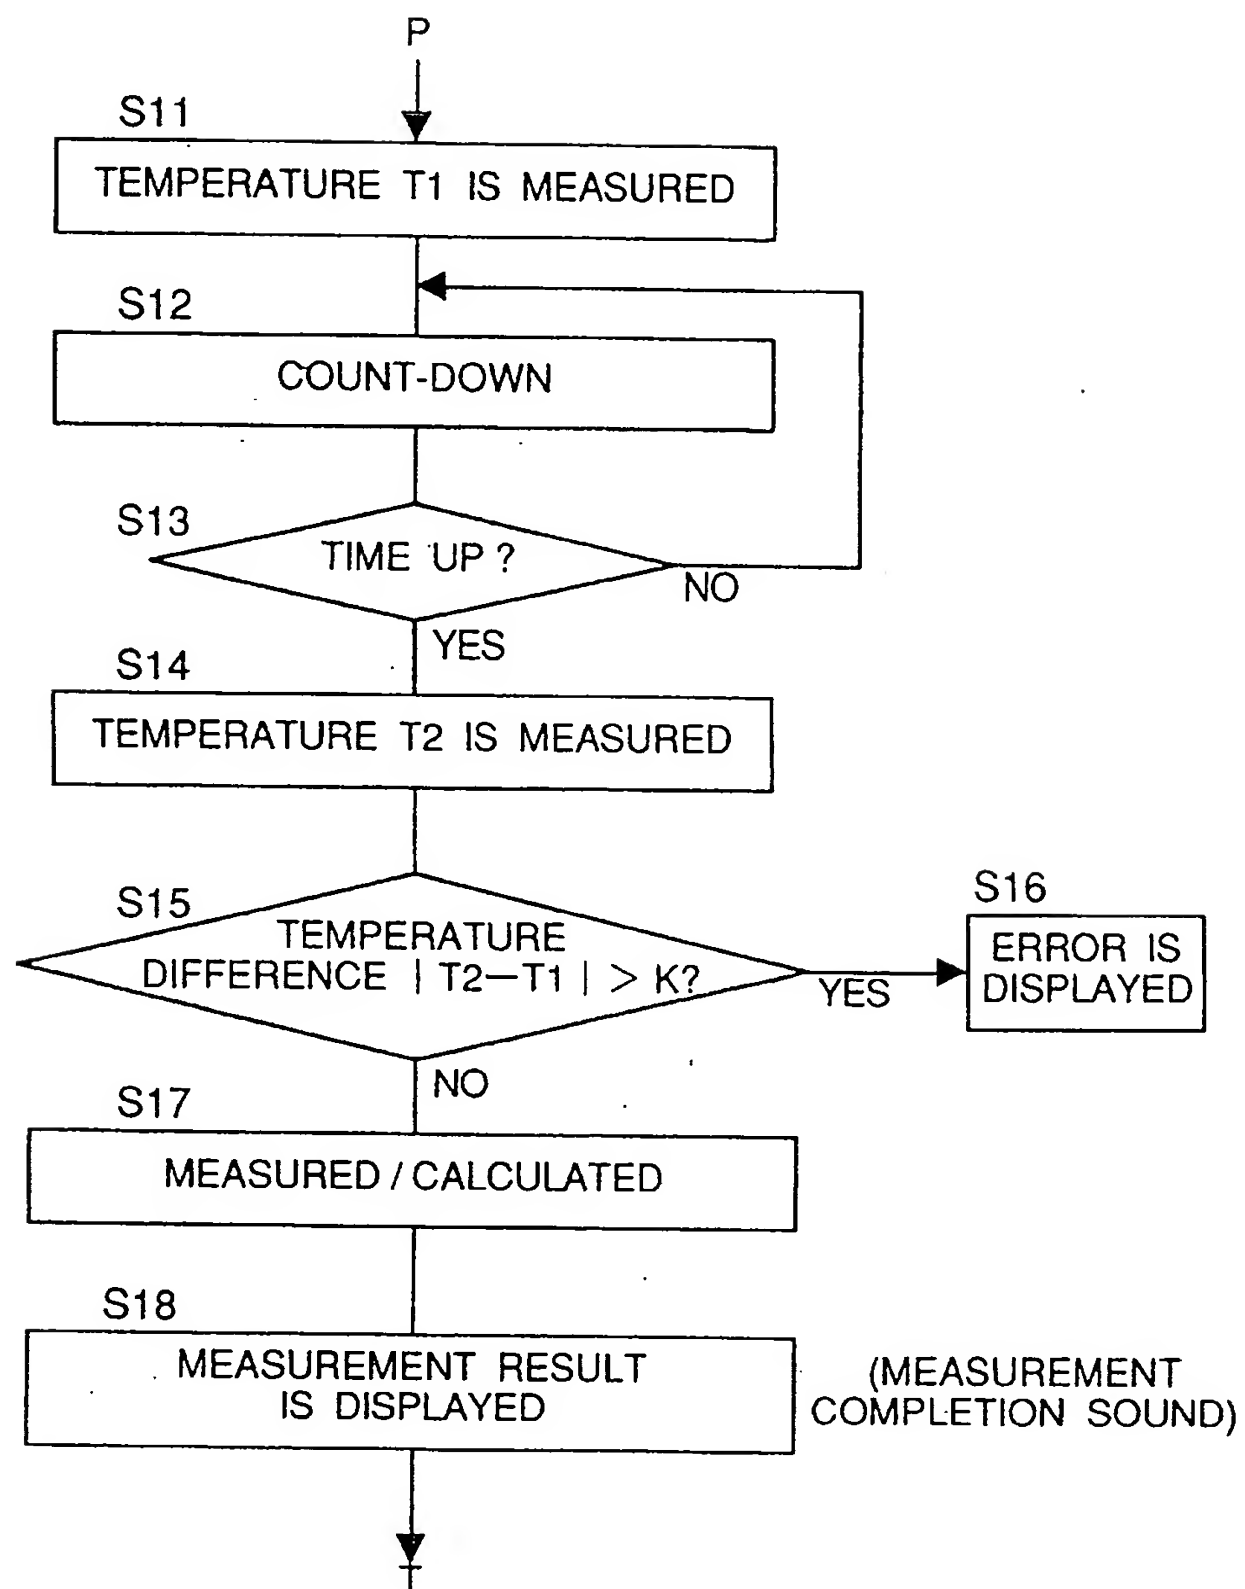 P
S11
TEMPERATURE T1 IS MEASURED
S12
COUNT-DOWN
S13
TIME UP ?
NO
YES
S14
TEMPERATURE T2 IS MEASURED
S15
TEMPERATURE
DIFFERENCE | T2—T1 | > K?
YES
S16
ERROR IS
DISPLAYED
NO
S17
MEASURED / CALCULATED
S18
MEASUREMENT RESULT
IS DISPLAYED
(MEASUREMENT
COMPLETION SOUND)